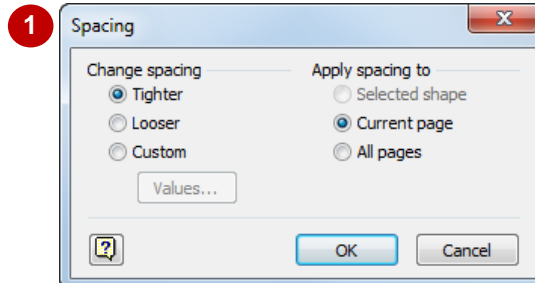 1
Spacing
Change spacing
Tighter
Looser
Custom
Values...
Apply spacing to
Selected shape
Current page
All pages
?
OK
Cancel